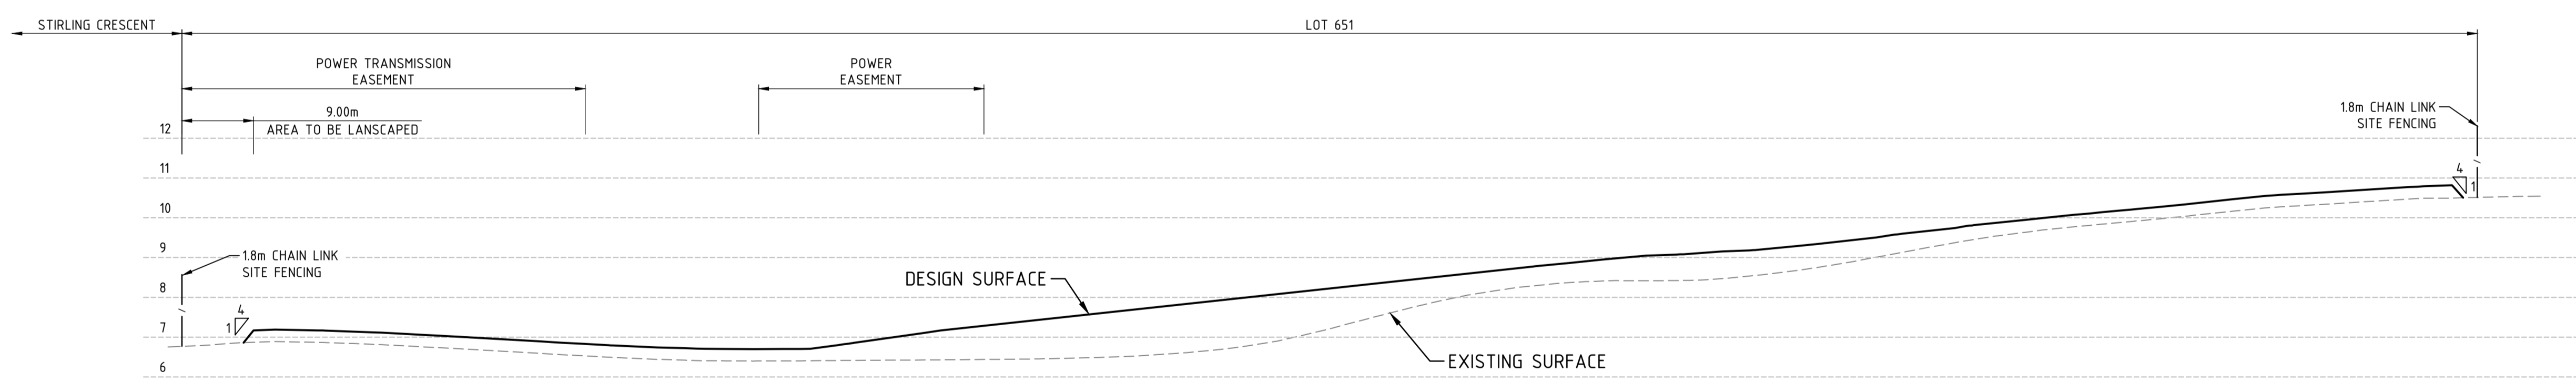 STIRLING CRESCENT
LOT 651
POWER TRANSMISSION
EASEMENT
POWER
EASEMENT
9.00m
AREA TO BE LANSCAPED
1.8m CHAIN LINK
SITE FENCING
12
11
10
9
8
7
6
4
1
1.8m CHAIN LINK
SITE FENCING
4
1
DESIGN SURFACE
EXISTING SURFACE